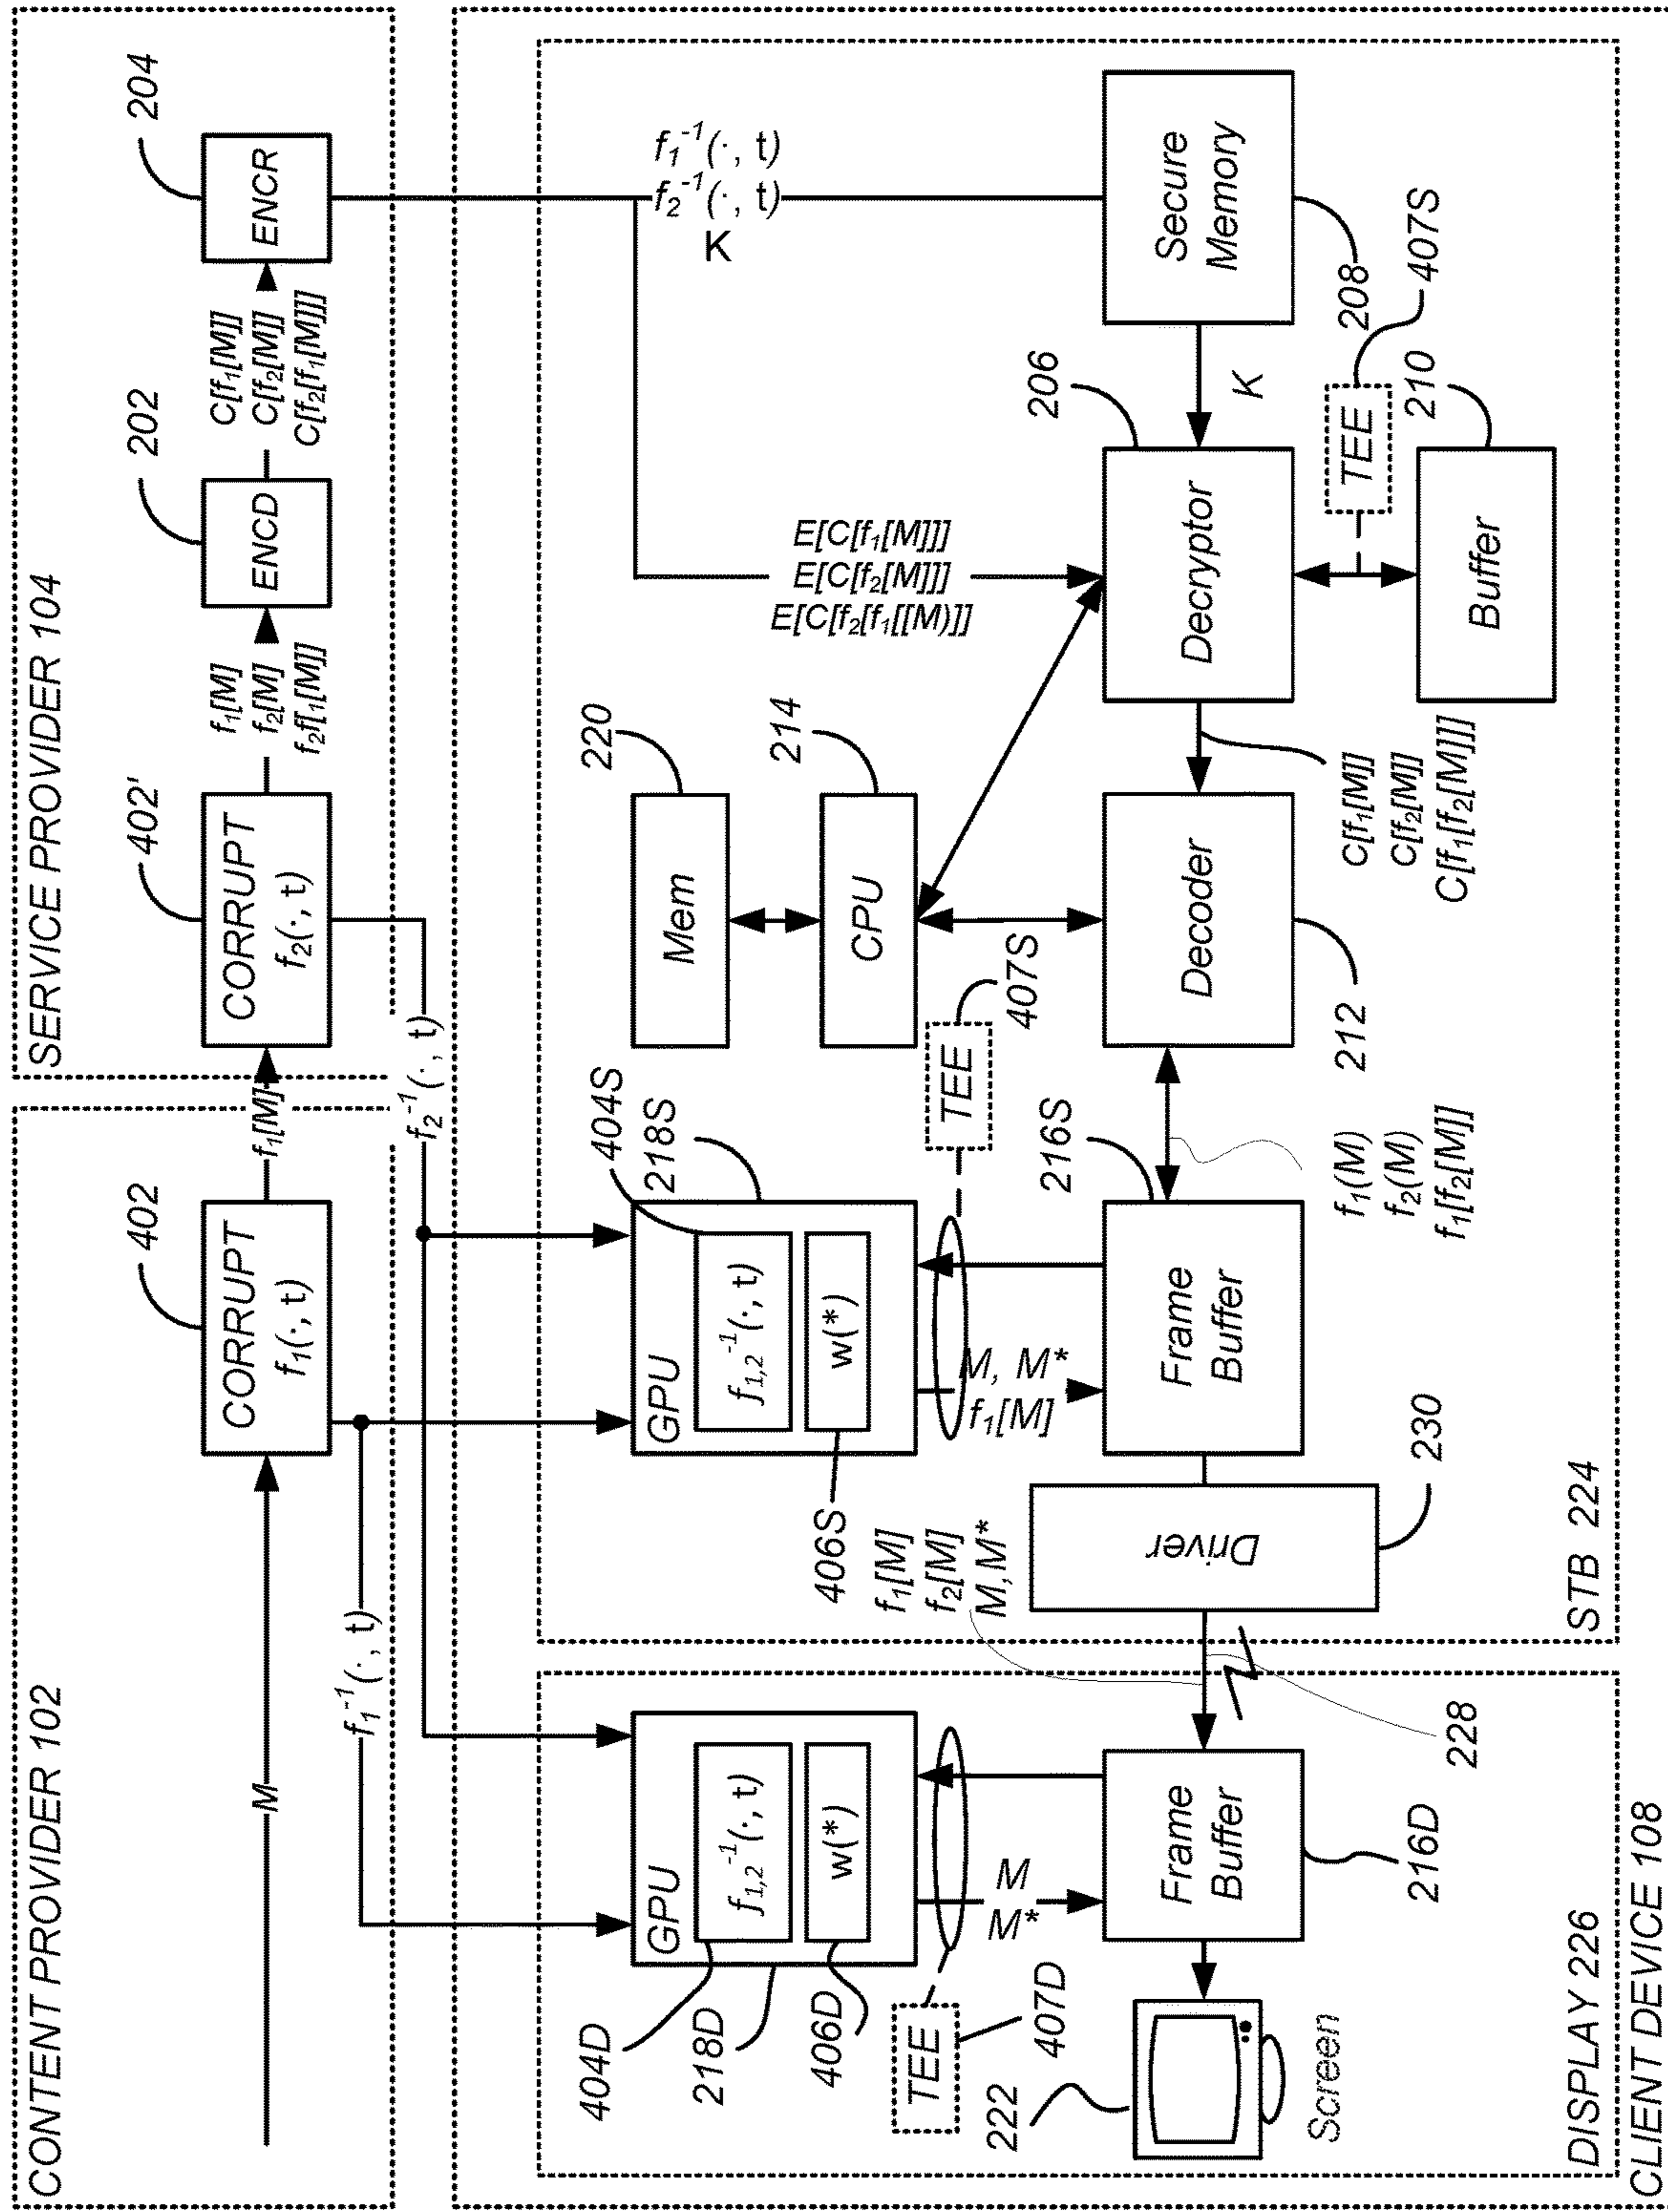 CONTENT PROVIDER 102
M
402
CORRUPT
f₁(·, t)
f₁⁻¹(·, t)
f₁[M]
SERVICE PROVIDER 104
402'
CORRUPT
f₂(·, t)
f₂⁻¹(·, t)
f₁[M]
f₂[M]
f₂f[₁[M]]
202
ENCD
C[f₁[M]]
C[f₂[M]]
C[f₂[f₁[M]]]
204
ENCR
f₁⁻¹(·, t)
f₂⁻¹(·, t)
K
GPU
f₁,₂⁻¹(·, t)
w(*)
404D
218D
406D
TEE
407D
M
M*
222
Screen
Frame
Buffer
216D
228
DISPLAY 226
CLIENT DEVICE 108
GPU
f₁,₂⁻¹(·, t)
w(*)
404S
218S
406S
f₁[M]
f₂[M]
M,M*
M, M*
f₁[M]
TEE
407S
216S
Frame
Buffer
Driver
230
f₁(M)
f₂(M)
f₁[f₂[M]]
220
Mem
214
CPU
Decoder
212
E[C[f₁[M]]]
E[C[f₂[M]]]
E[C[f₂[f₁[[M)]]
C[f₁[M]]
C[f₂[M]]
C[f₁[f₂[M]]]
206
Decryptor
K
Secure
Memory
208
TEE
407S
210
Buffer
STB 224